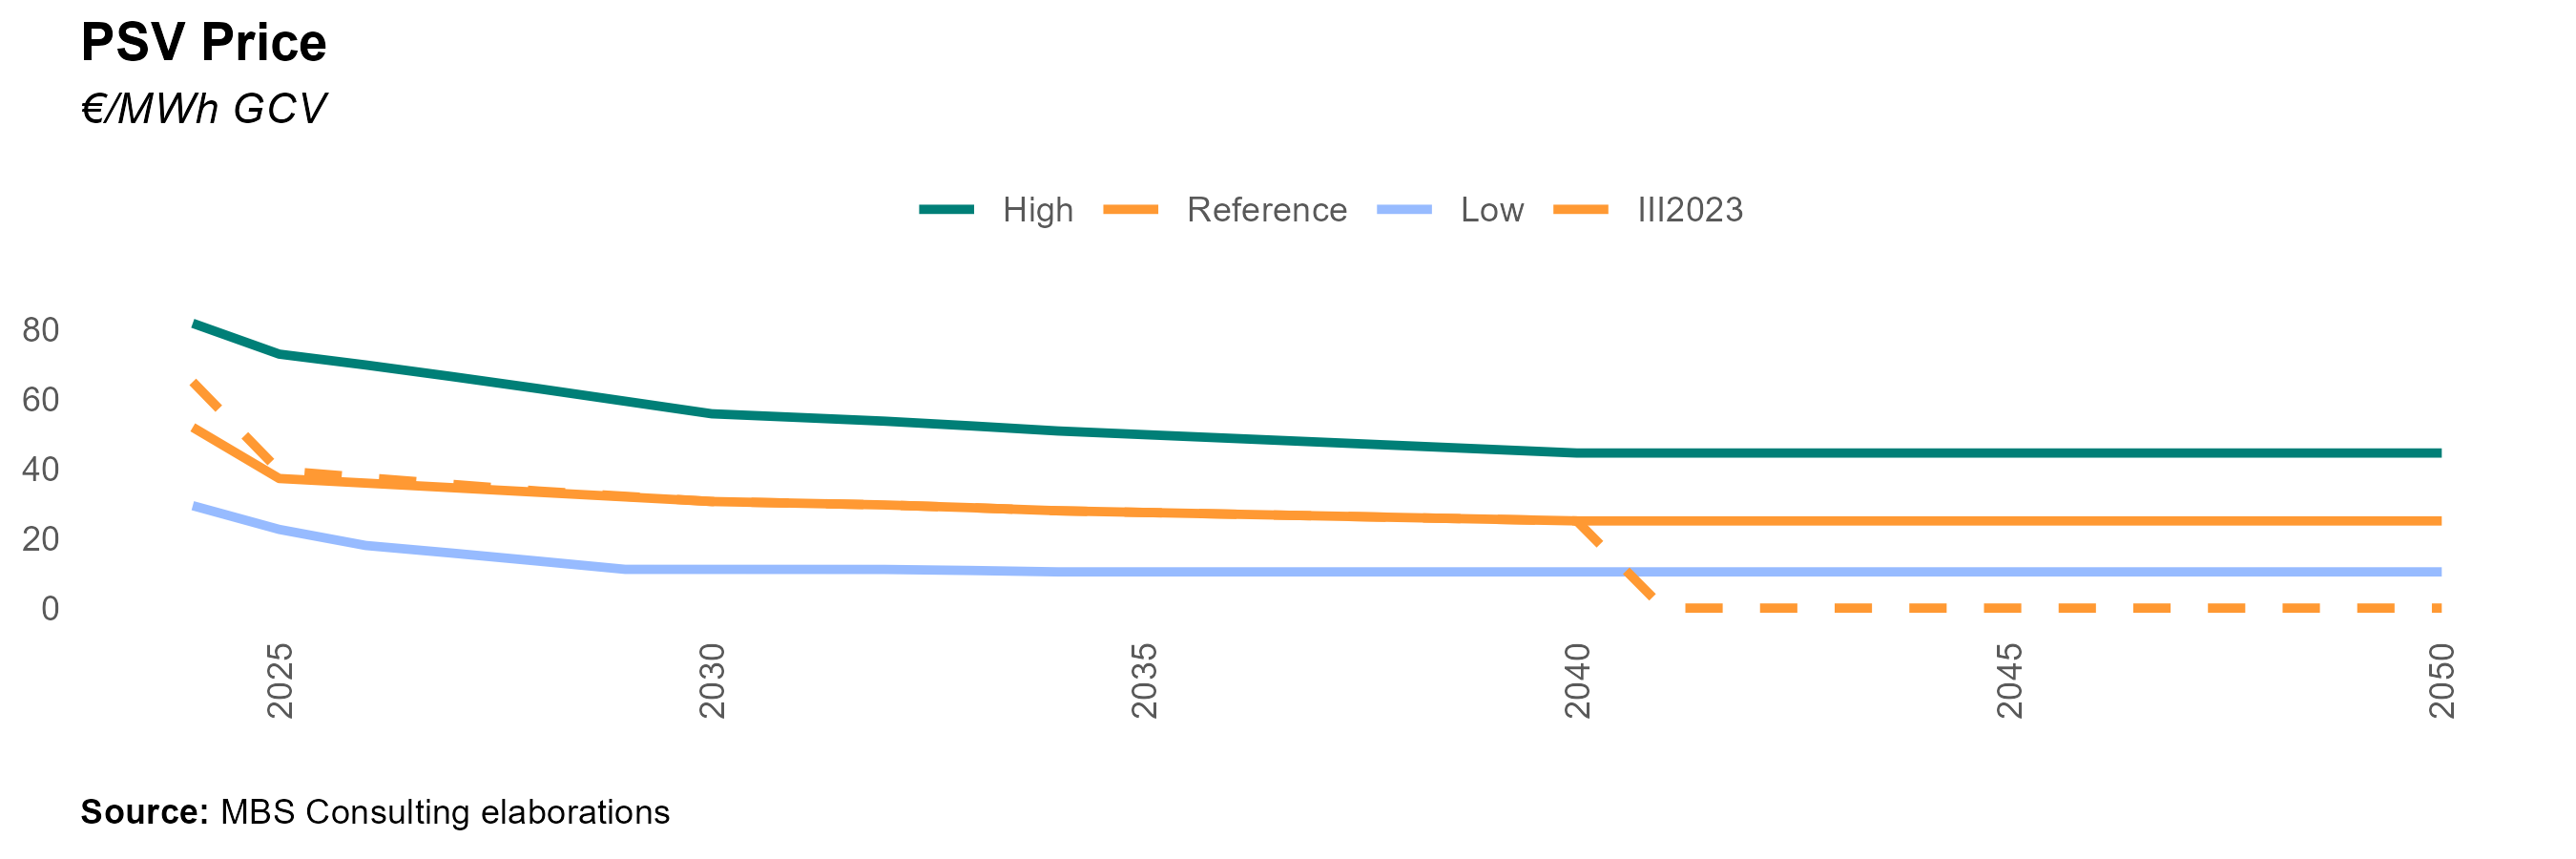 PSV Price
€/MWh GCV
High Reference Low III2023
80
60
40
20
0
2025 2030 2035 2040 2045 2050
Source: MBS Consulting elaborations